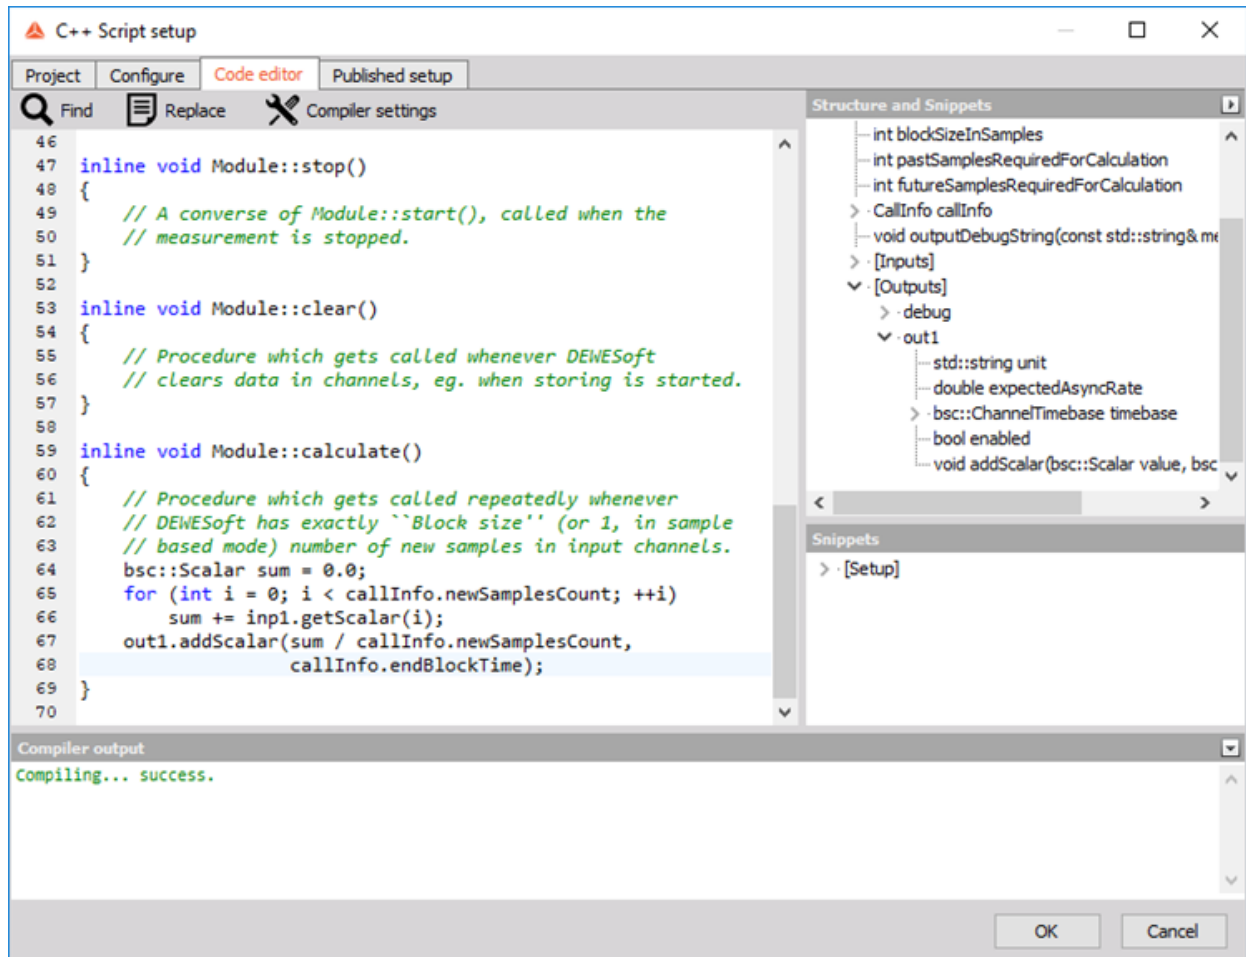 C++ Script setup
Project Configure Code editor Published setup
Find Replace Compiler settings
46
47 inline void Module::stop()
48 {
49 // A converse of Module::start(), called when the
50 // measurement is stopped.
51 }
52
53 inline void Module::clear()
54 {
55 // Procedure which gets called whenever DEWESoft
56 // clears data in channels, eg. when storing is started.
57 }
58
59 inline void Module::calculate()
60 {
61 // Procedure which gets called repeatedly whenever
62 // DEWESoft has exactly ``Block size'' (or 1, in sample
63 // based mode) number of new samples in input channels.
64 bsc::Scalar sum = 0.0;
65 for (int i = 0; i < callInfo.newSamplesCount; ++i)
66 sum += inp1.getScalar(i);
67 out1.addScalar(sum / callInfo.newSamplesCount,
68 callInfo.endBlockTime);
69 }
70
Structure and Snippets
int blockSizeInSamples
int pastSamplesRequiredForCalculation
int futureSamplesRequiredForCalculation
CallInfo callInfo
void outputDebugString(const std::string& me
[Inputs]
[Outputs]
debug
out1
std::string unit
double expectedAsyncRate
bsc::ChannelTimebase timebase
bool enabled
void addScalar(bsc::Scalar value, bsc
Snippets
[Setup]
Compiler output
Compiling... success.
OK Cancel